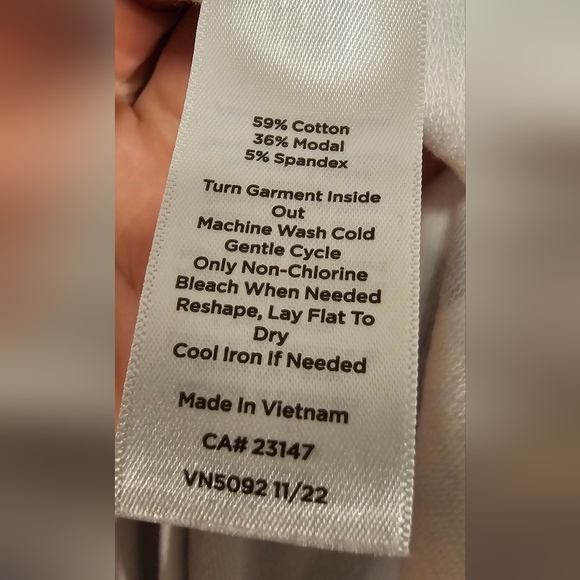 59% Cotton
36% Modal
5% Spandex
Turn Garment Inside
Out
Machine Wash Cold
Gentle Cycle
Only Non-Chlorine
Bleach When Needed
Reshape, Lay Flat To
Dry
Cool Iron If Needed
Made In Vietnam
CA# 23147
VN5092 11/22